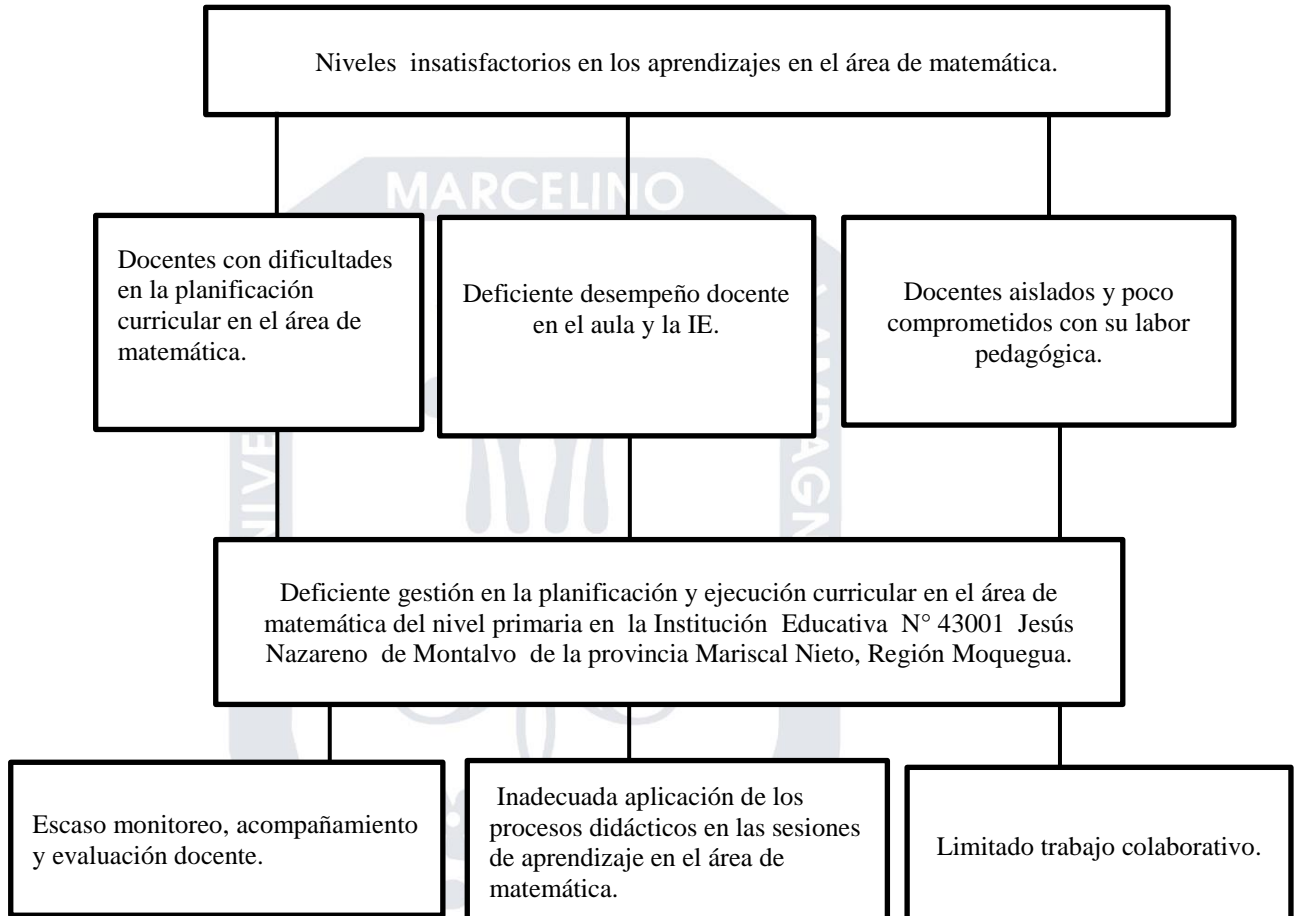 Niveles insatisfactorios en los aprendizajes en el área de matemática.
MARCELINO
Docentes con dificultades
en la planificación
curricular en el área de
matemática.
Deficiente desempeño docente
en el aula y la IE.
Docentes aislados y poco
comprometidos con su labor
pedagógica.
Deficiente gestión en la planificación y ejecución curricular en el área de
matemática del nivel primaria en la Institución Educativa N° 43001 Jesús
Nazareno de Montalvo de la provincia Mariscal Nieto, Región Moquegua.
Escaso monitoreo, acompañamiento
y evaluación docente.
Inadecuada aplicación de los
procesos didácticos en las sesiones
de aprendizaje en el área de
matemática.
Limitado trabajo colaborativo.